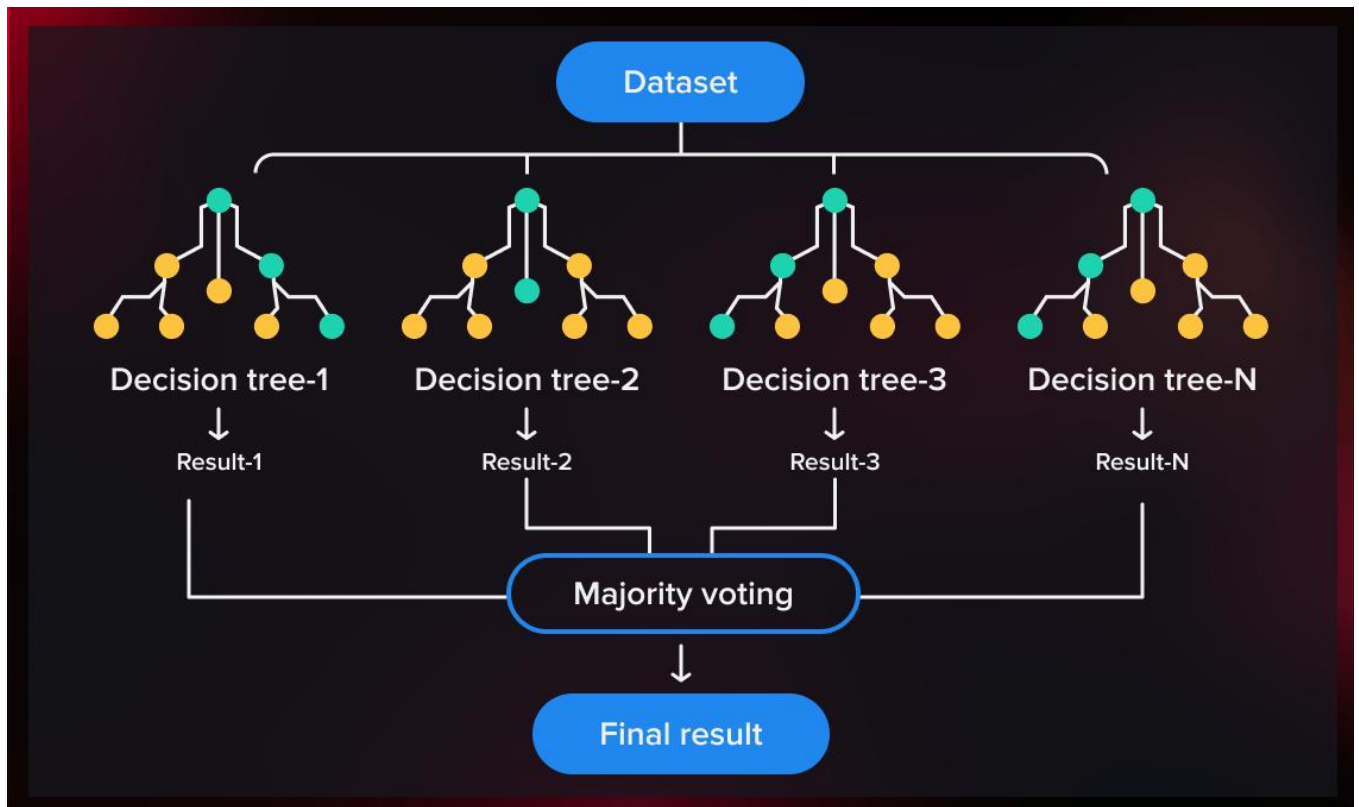 Dataset
Decision tree-1
Decision tree-2
Decision tree-3
Decision tree-N
Result-1
Result-2
Result-3
Result-N
Majority voting
Final result